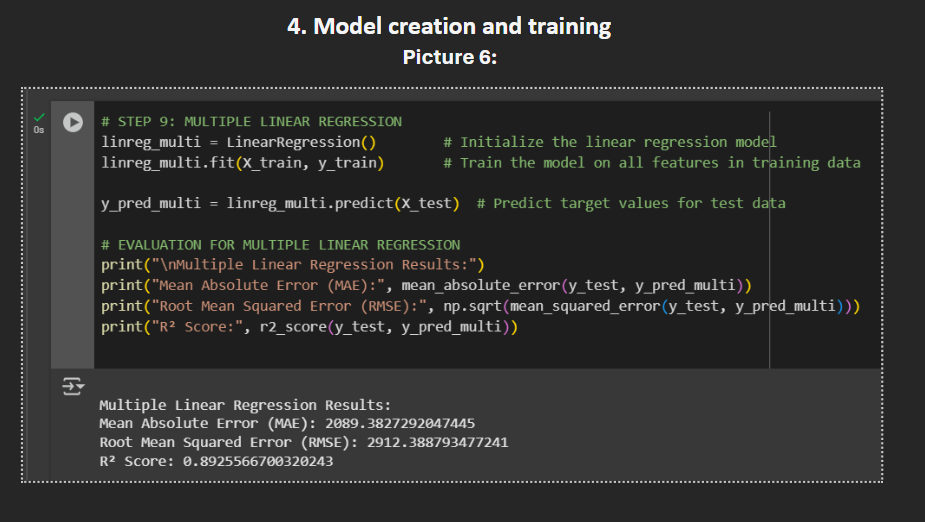 4. Model creation and training
Picture 6:
0s
# STEP 9: MULTIPLE LINEAR REGRESSION
linreg_multi = LinearRegression()        # Initialize the linear regression model
linreg_multi.fit(X_train, y_train)       # Train the model on all features in training data
y_pred_multi = linreg_multi.predict(X_test)  # Predict target values for test data
# EVALUATION FOR MULTIPLE LINEAR REGRESSION
print("\nMultiple Linear Regression Results:")
print("Mean Absolute Error (MAE):", mean_absolute_error(y_test, y_pred_multi))
print("Root Mean Squared Error (RMSE):", np.sqrt(mean_squared_error(y_test, y_pred_multi)))
print("R² Score:", r2_score(y_test, y_pred_multi))
Multiple Linear Regression Results:
Mean Absolute Error (MAE): 2089.3827292047445
Root Mean Squared Error (RMSE): 2912.388793477241
R² Score: 0.8925566700320243